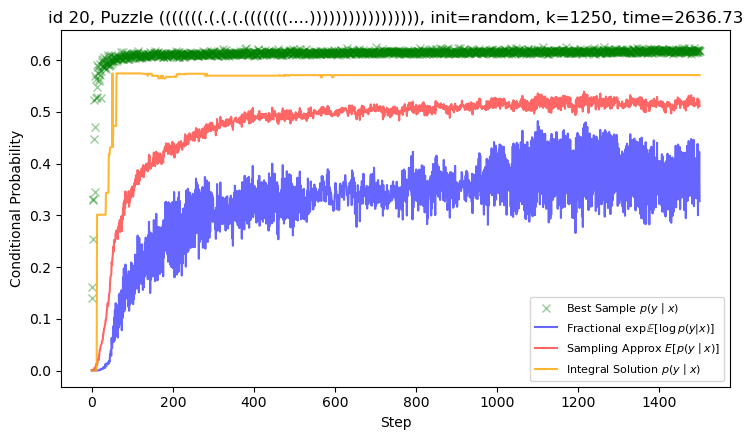 id 20, Puzzle (((((((.(.(.(.(((((((....))))))))))))))))), init=random, k=1250, time=2636.73
Conditional Probability
0.6
0.5
0.4
0.3
0.2
0.1
0.0
Best Sample p(y | x)
Fractional exp𝔼[log p(y|x)]
Sampling Approx E[p(y | x)]
Integral Solution p(y | x)
0 200 400 600 800 1000 1200 1400
Step